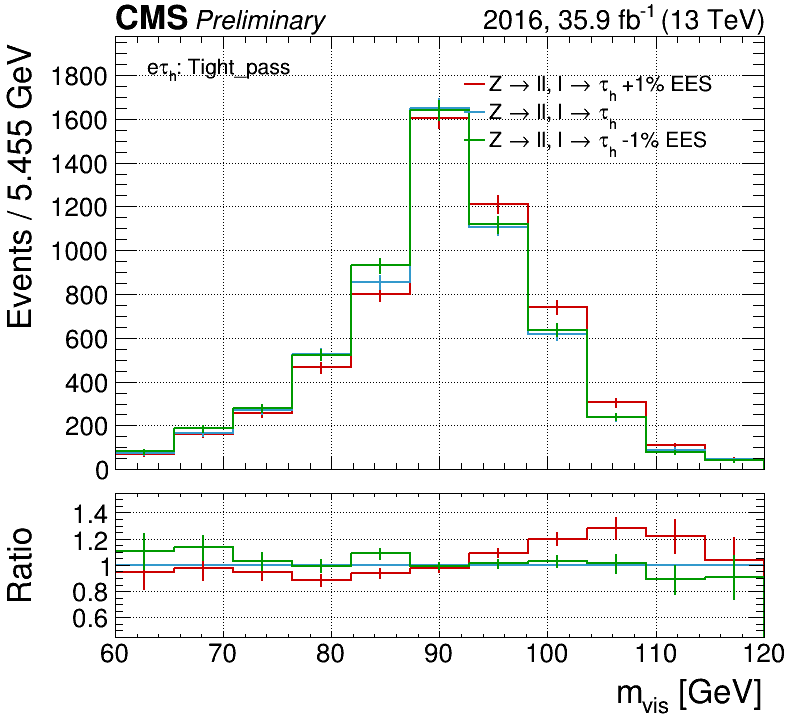 CMS Preliminary 2016, 35.9 fb⁻¹ (13 TeV)
eτₕ: Tight_pass
Z → ll, l → τₕ +1% EES
Z → ll, l → τₕ
Z → ll, l → τₕ -1% EES
Events / 5.455 GeV
1800
1600
1400
1200
1000
800
600
400
200
0
Ratio
1.4
1.2
1
0.8
0.6
60 70 80 90 100 110 120
m_vis [GeV]